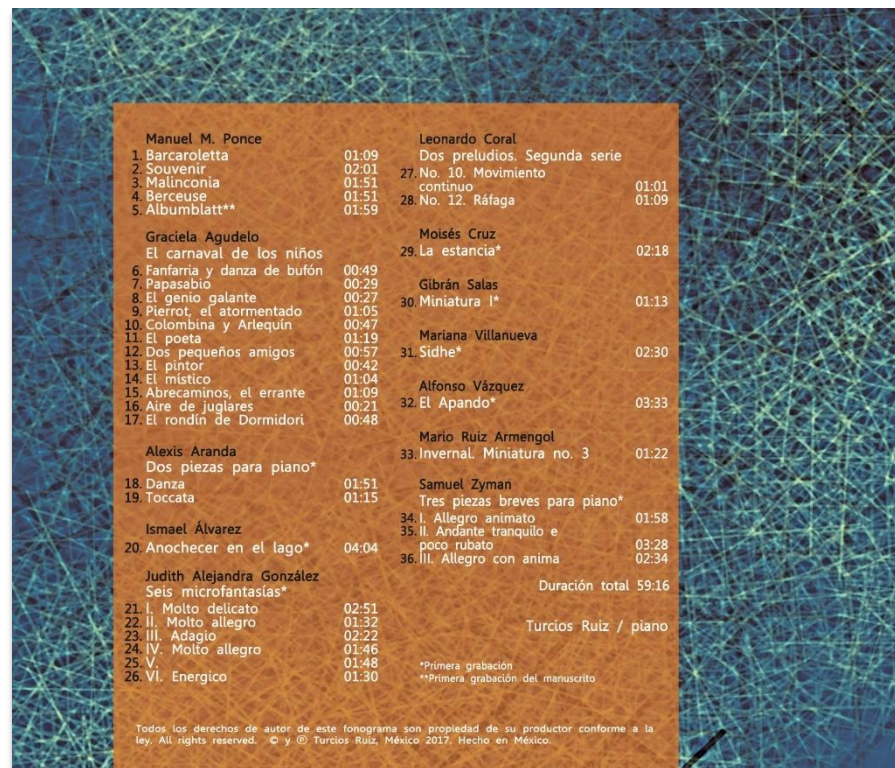 Manuel M. Ponce
1. Barcaroletta 01:09
2. Souvenir 02:01
3. Malinconia 01:51
4. Berceuse 01:51
5. Albumblatt** 01:59
Graciela Agudelo
El carnaval de los niños
6. Fanfarria y danza de bufón 00:49
7. Papasabio 00:29
8. El genio galante 00:27
9. Pierrot, el atormentado 01:05
10. Colombina y Arlequín 00:47
11. El poeta 01:19
12. Dos pequeños amigos 00:57
13. El pintor 00:42
14. El místico 01:04
15. Abrecaminos, el errante 01:09
16. Aire de juglares 00:21
17. El rondín de Dormidori 00:48
Alexis Aranda
Dos piezas para piano*
18. Danza 01:51
19. Toccata 01:15
Ismael Álvarez
20. Anochecer en el lago* 04:04
Judith Alejandra González
Seis microfantasías*
21. I. Molto delicato 02:51
22. II. Molto allegro 01:32
23. III. Adagio 02:22
24. IV. Molto allegro 01:46
25. V. 01:48
26. VI. Energico 01:30
Leonardo Coral
Dos preludios. Segunda serie
27. No. 10. Movimiento
continuo 01:01
28. No. 12. Ráfaga 01:09
Moisés Cruz
29. La estancia* 02:18
Gibrán Salas
30. Miniatura I* 01:13
Mariana Villanueva
31. Sidhe* 02:30
Alfonso Vázquez
32. El Apando* 03:33
Mario Ruiz Armengol
33. Invernal. Miniatura no. 3 01:22
Samuel Zyman
Tres piezas breves para piano*
34. I. Allegro animato 01:58
35. II. Andante tranquilo e
poco rubato 03:28
36. III. Allegro con anima 02:34
Duración total 59:16
Turcios Ruiz / piano
*Primera grabación
**Primera grabación del manuscrito
Todos los derechos de autor de este fonograma son propiedad de su productor conforme a la
ley. All rights reserved. © y ℗ Turcios Ruiz, México 2017. Hecho en México.